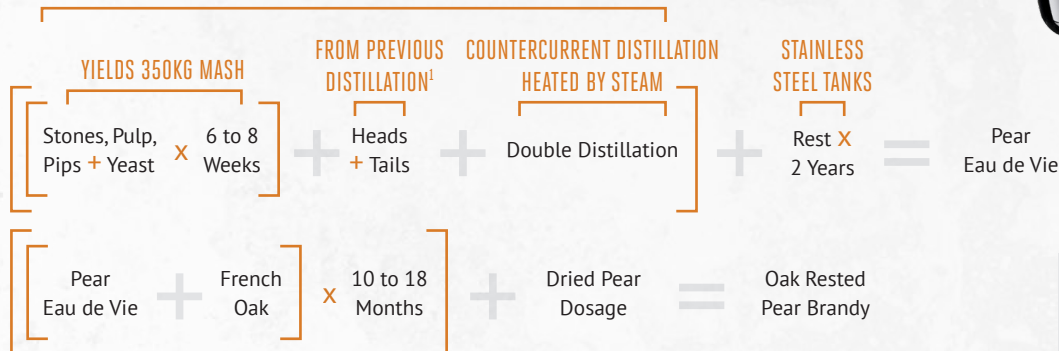 YIELDS 350KG MASH
FROM PREVIOUS
DISTILLATION1
COUNTERCURRENT DISTILLATION
HEATED BY STEAM
STAINLESS
STEEL TANKS
Stones, Pulp,
Pips + Yeast
x
6 to 8
Weeks
+
Heads
+ Tails
+
Double Distillation
+
Rest x
2 Years
=
Pear
Eau de Vie
Pear
Eau de Vie
+
French
Oak
x
10 to 18
Months
+
Dried Pear
Dosage
=
Oak Rested
Pear Brandy